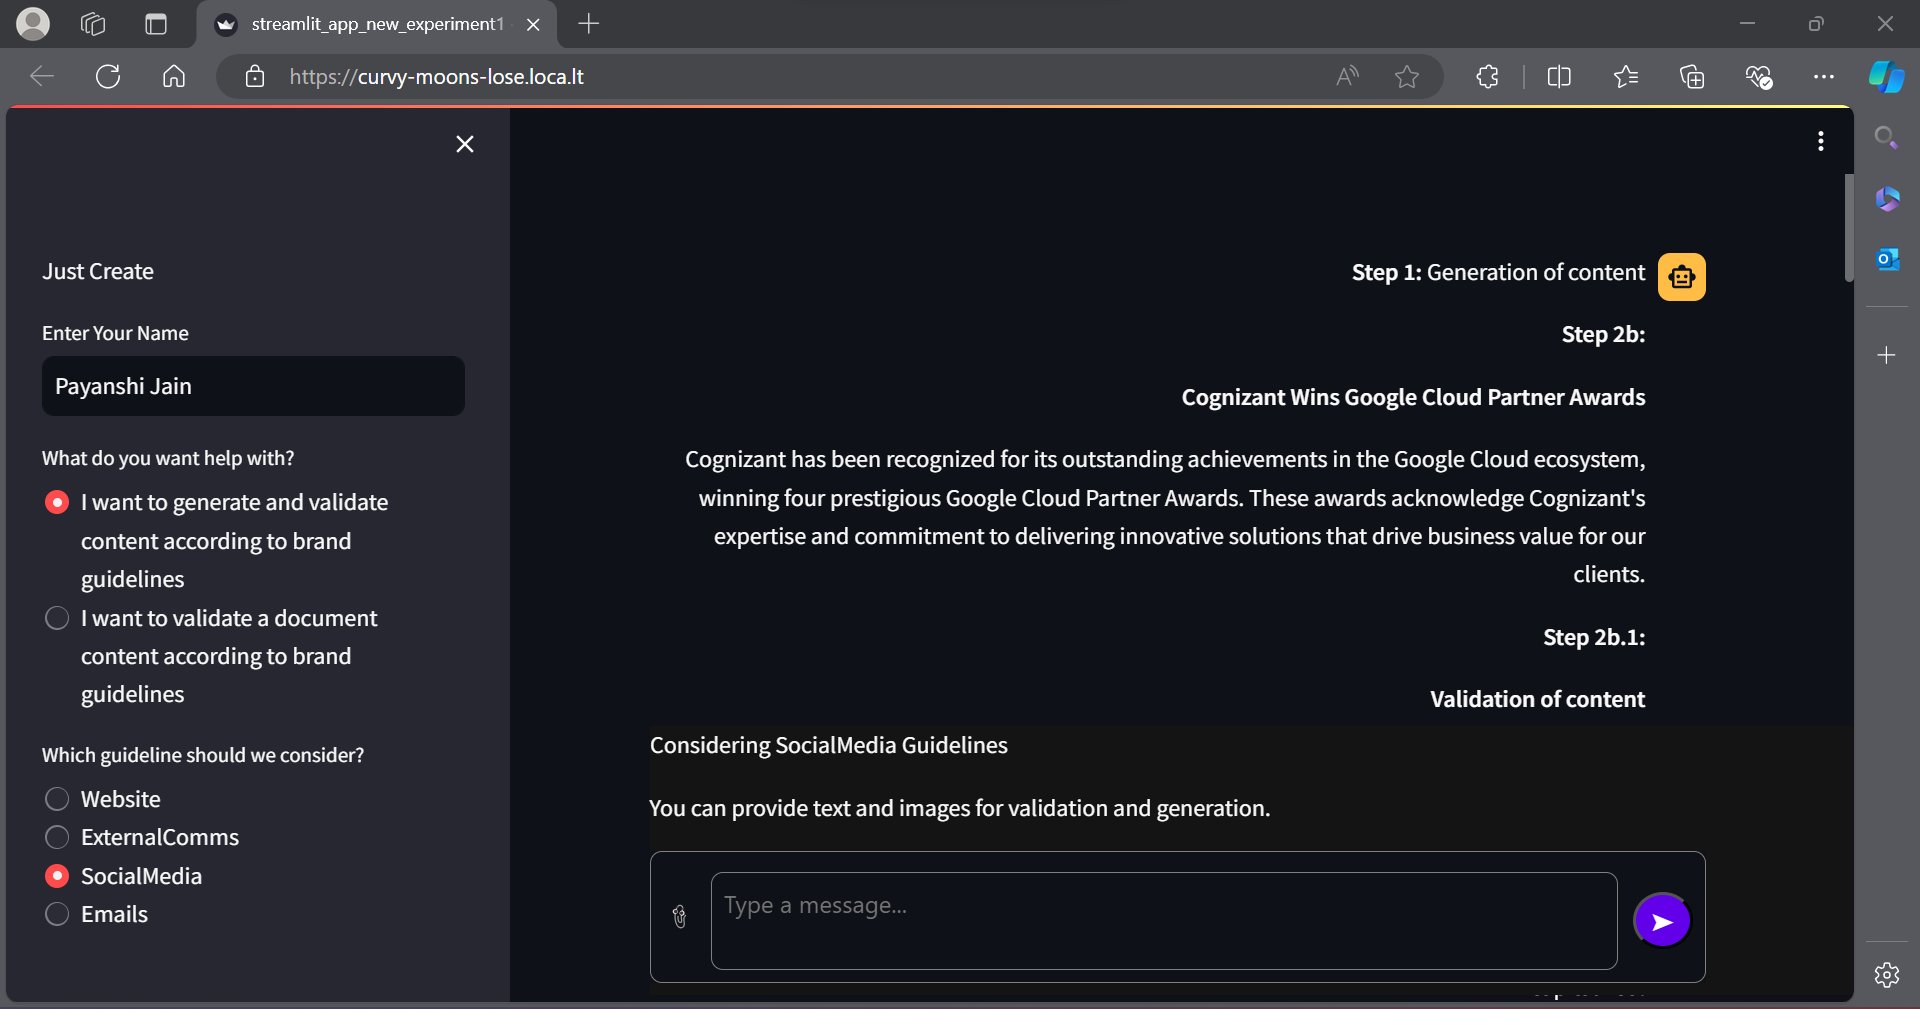 streamlit_app_new_experiment1
https://curvy-moons-lose.loca.lt
Just Create
Enter Your Name
Payanshi Jain
What do you want help with?
I want to generate and validate
content according to brand
guidelines
I want to validate a document
content according to brand
guidelines
Which guideline should we consider?
Website
ExternalComms
SocialMedia
Emails
Step 1: Generation of content
Step 2b:
Cognizant Wins Google Cloud Partner Awards
Cognizant has been recognized for its outstanding achievements in the Google Cloud ecosystem,
winning four prestigious Google Cloud Partner Awards. These awards acknowledge Cognizant's
expertise and commitment to delivering innovative solutions that drive business value for our
clients.
Step 2b.1:
Validation of content
Considering SocialMedia Guidelines
You can provide text and images for validation and generation.
Type a message...